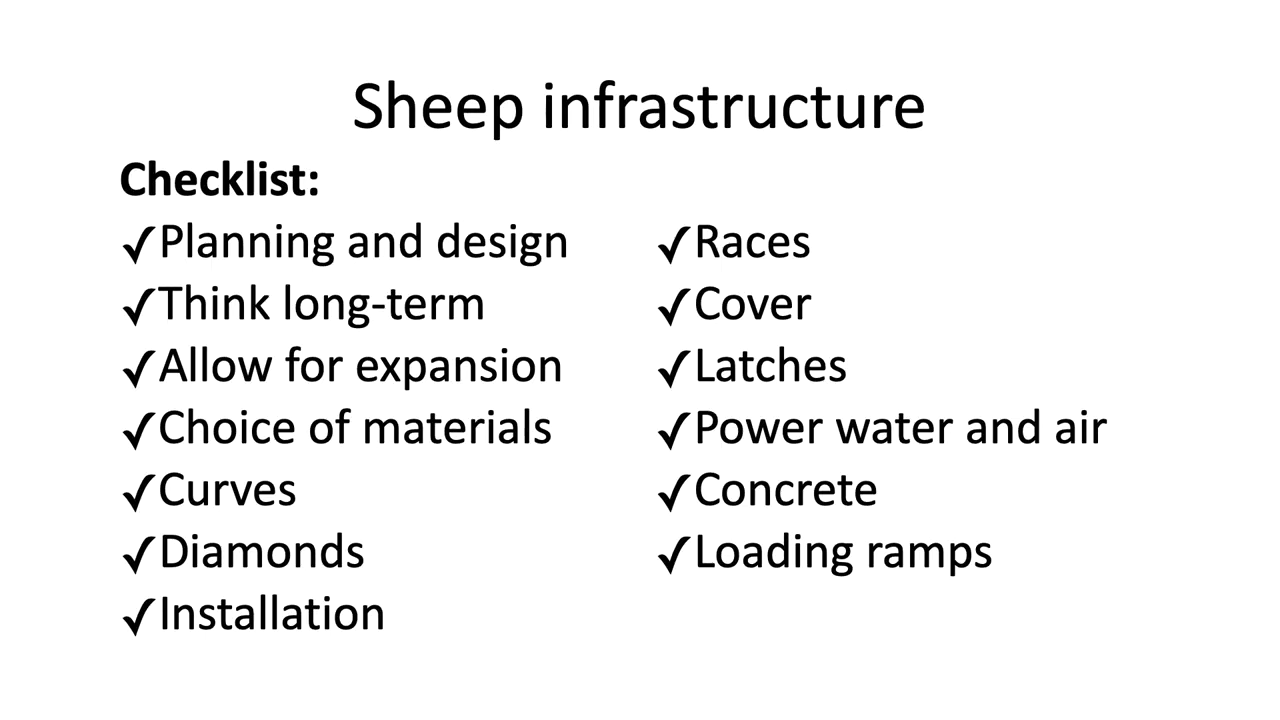 Sheep infrastructure
Checklist:
✓Planning and design
✓Think long-term
✓Allow for expansion
✓Choice of materials
✓Curves
✓Diamonds
✓Installation
✓Races
✓Cover
✓Latches
✓Power water and air
✓Concrete
✓Loading ramps